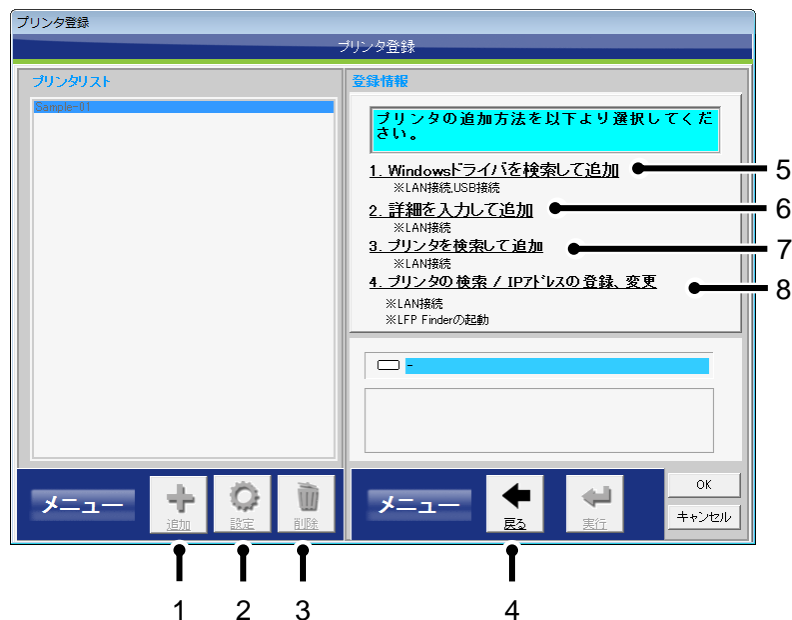 プリンタ登録
プリンタ登録
プリンタリスト
Sample-01
登録情報
プリンタの追加方法を以下より選択してくだ
さい。
1. Windowsドライバを検索して追加
※LAN接続,USB接続
5
2. 詳細を入力して追加
※LAN接続
6
3. プリンタを検索して追加
※LAN接続
7
4. プリンタの検索 / IPアドレスの登録、変更
※LAN接続
※LFP Finderの起動
8
-
メニュー
追加
設定
削除
メニュー
戻る
実行
OK
キャンセル
1
2
3
4